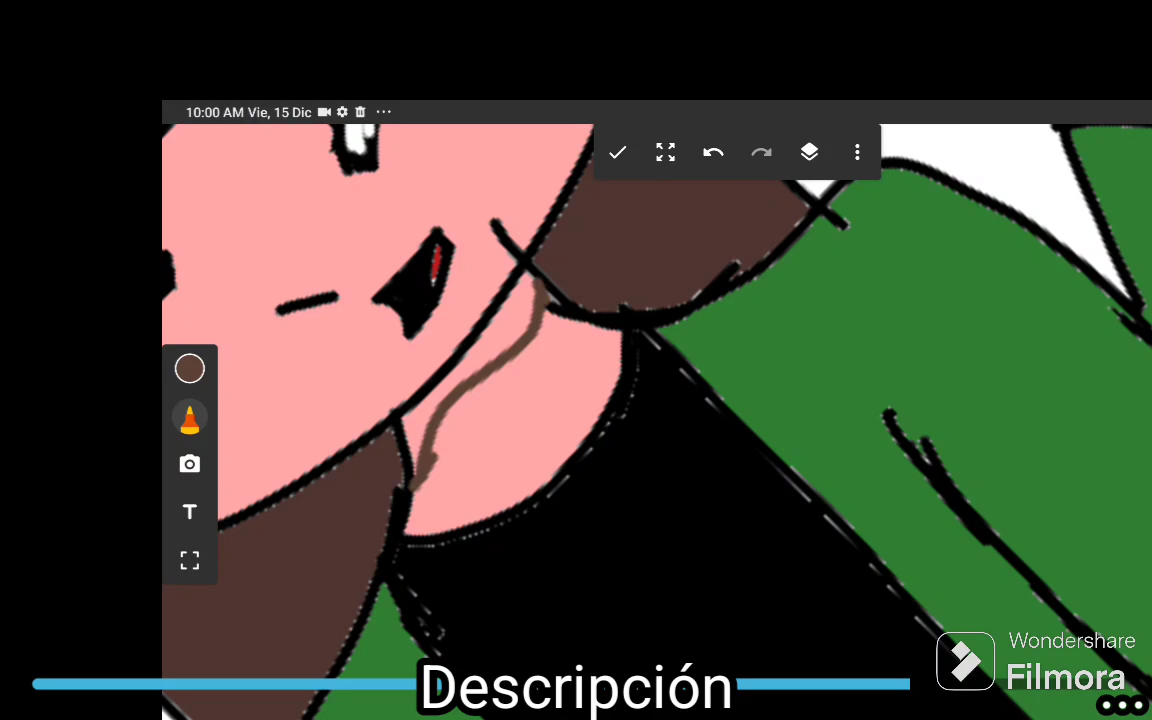 10:00 AM Vie, 15 Dic
T
Wondershare
Filmora
Descripción